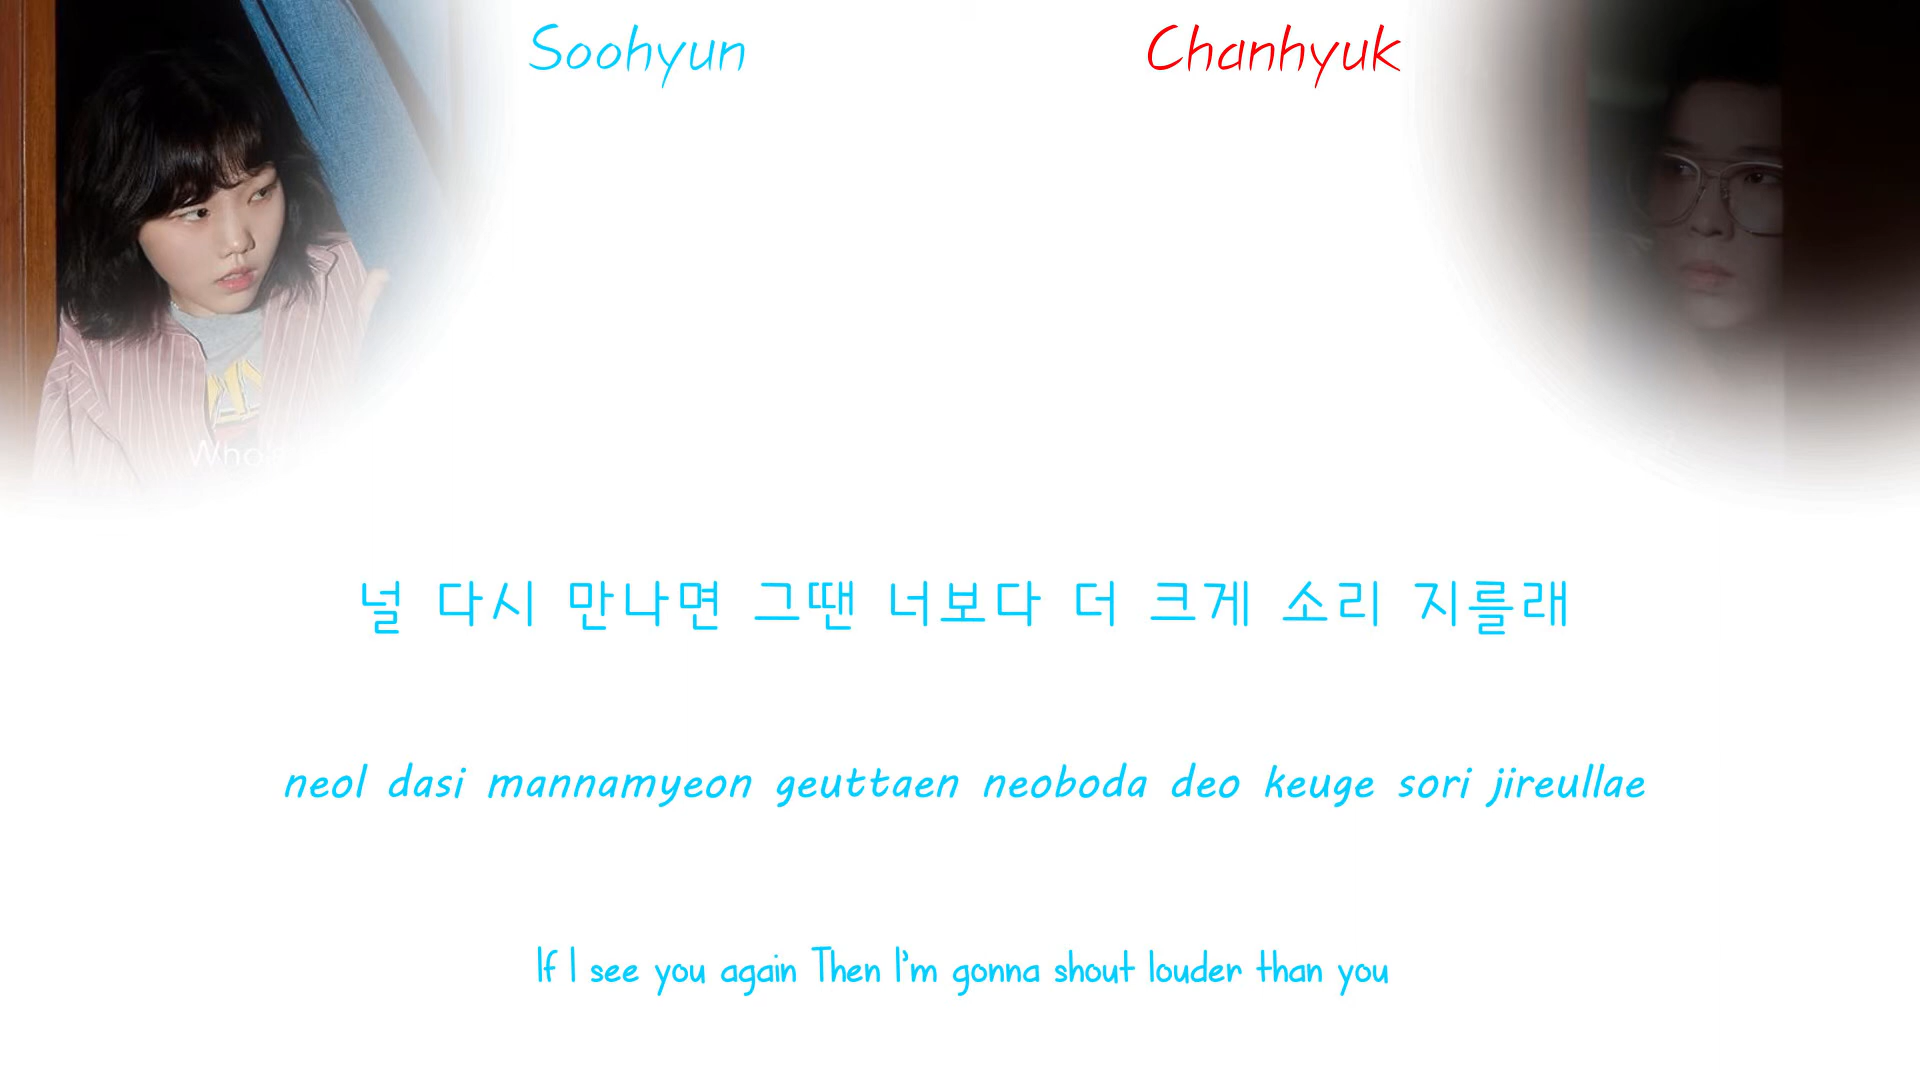 Soohyun
Chanhyuk
널 다시 만나면 그땐 너보다 더 크게 소리 지를래
neol dasi mannamyeon geuttaen neoboda deo keuge sori jireullae
If I see you again Then I'm gonna shout louder than you